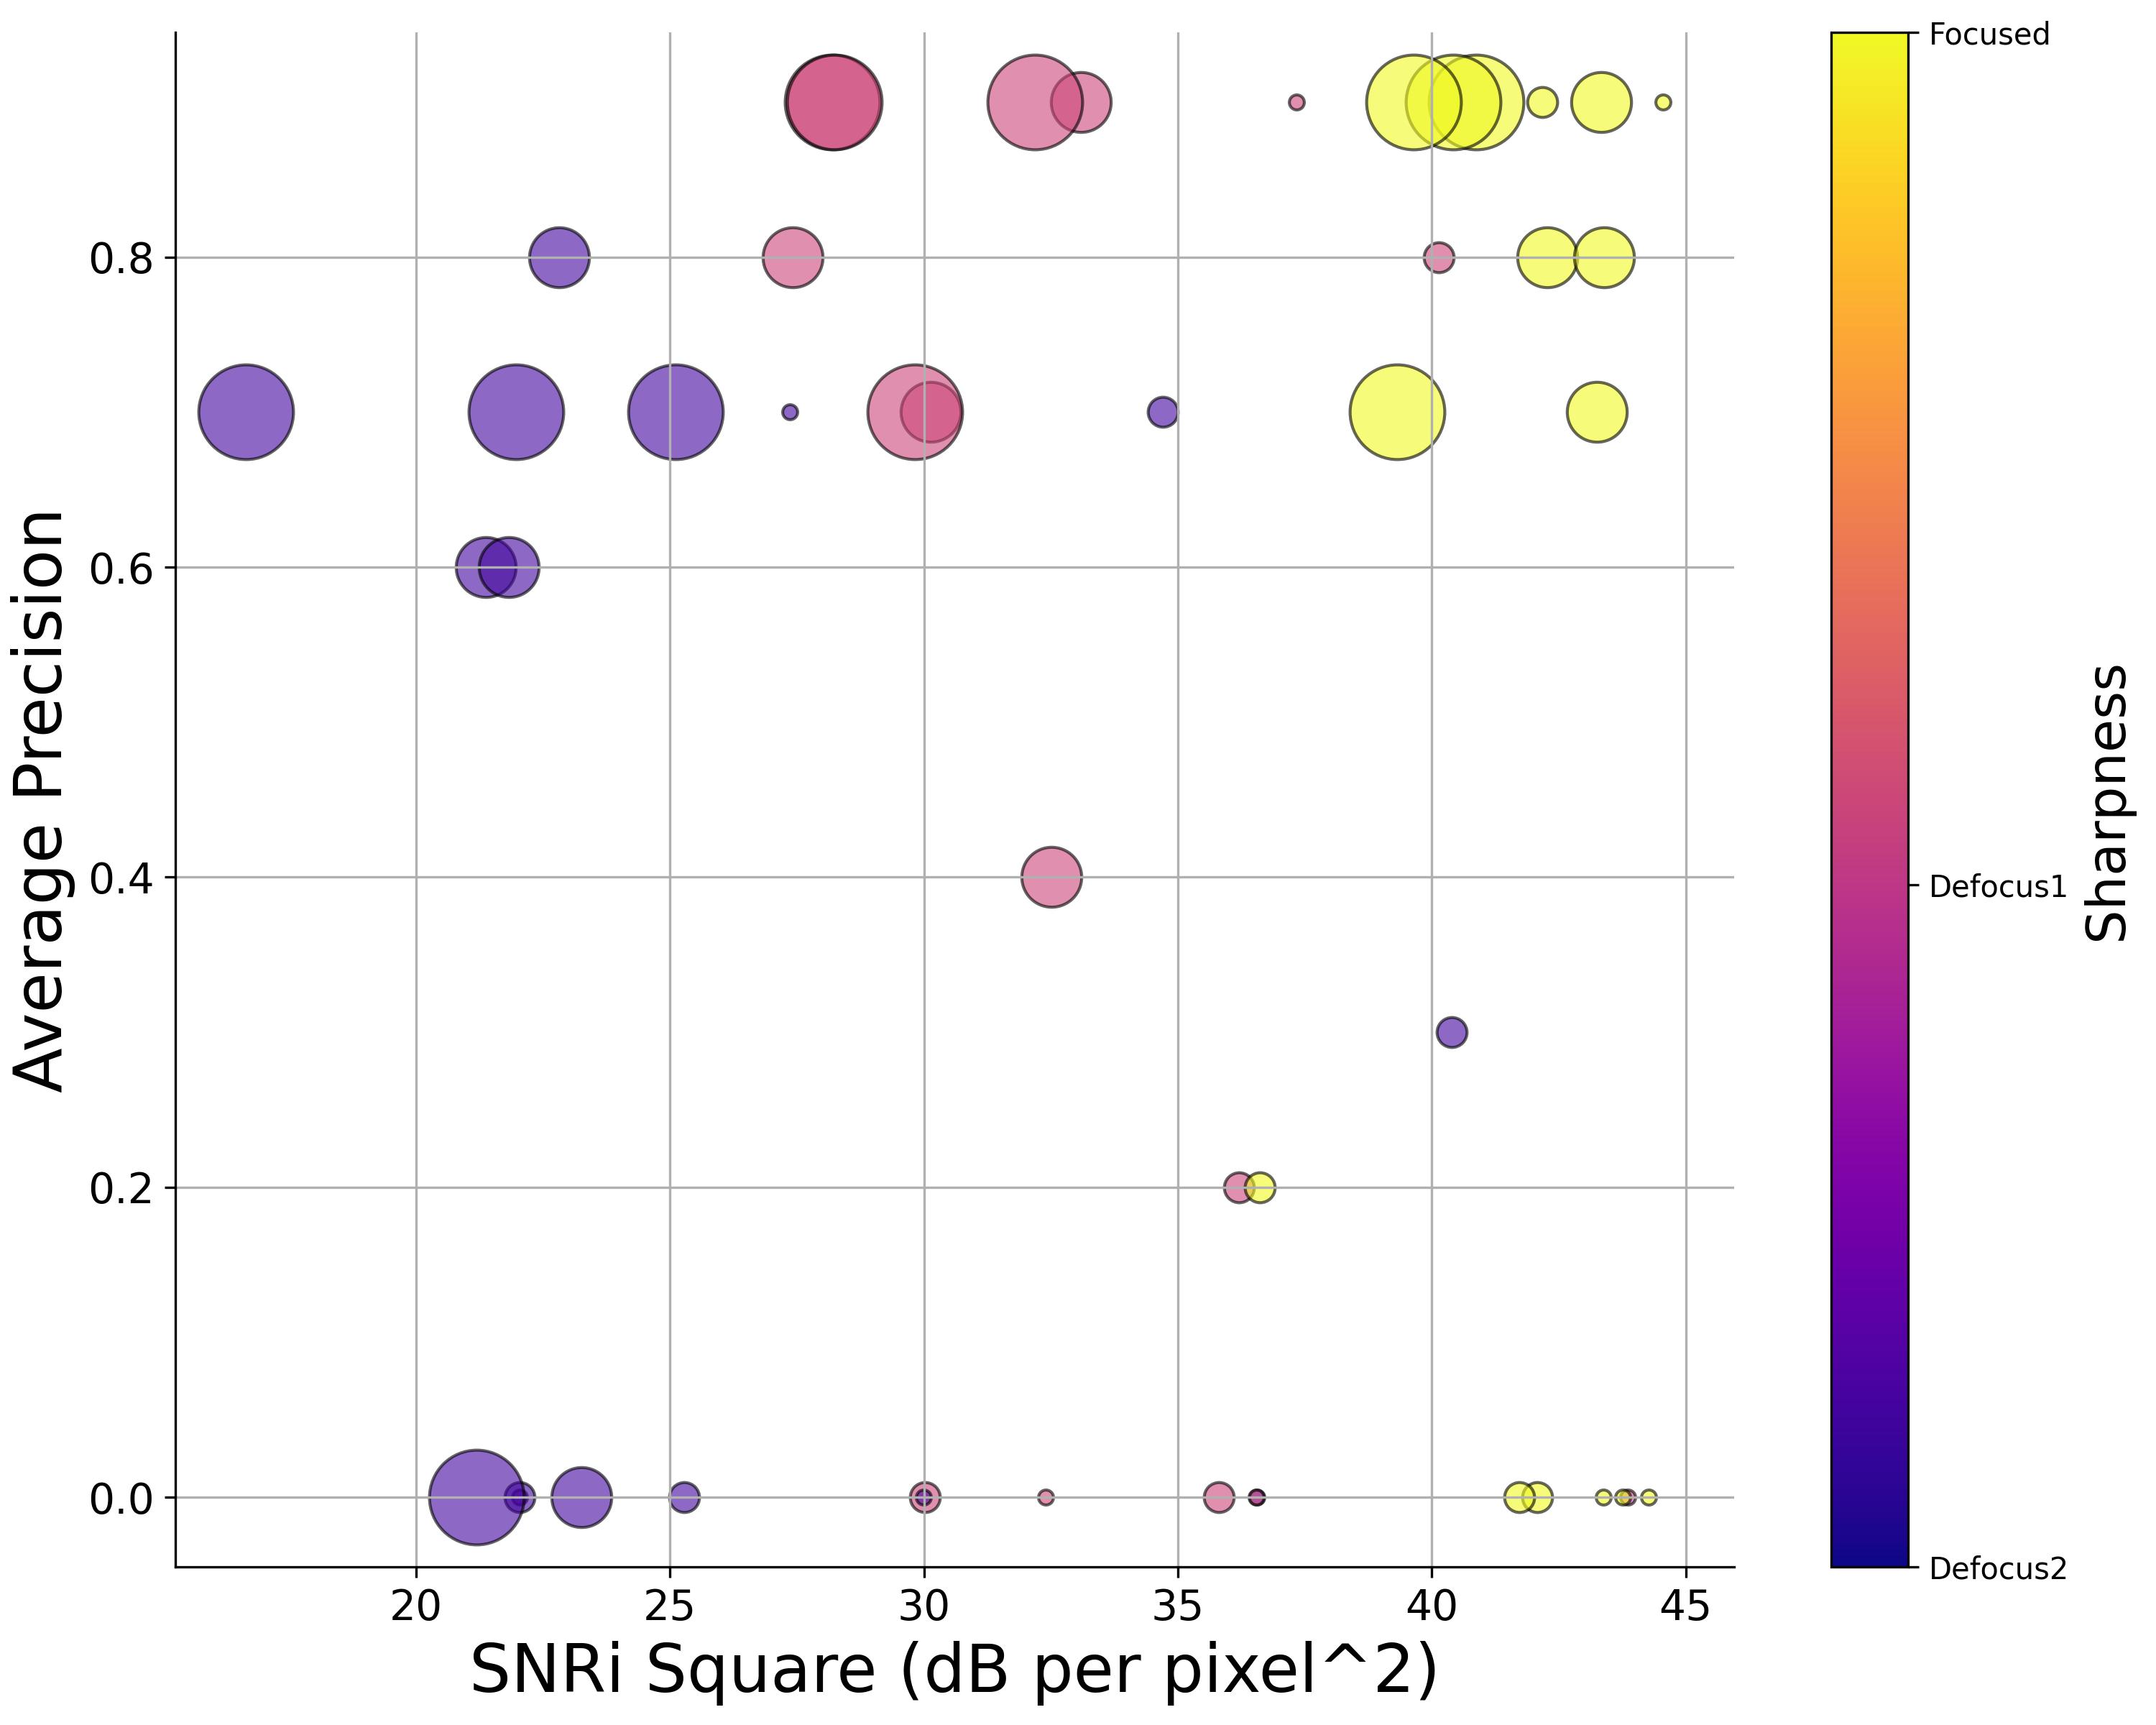 Average Precision
0.8
0.6
0.4
0.2
0.0
20 25 30 35 40 45
SNRi Square (dB per pixel^2)
Focused
Defocus1
Defocus2
Sharpness